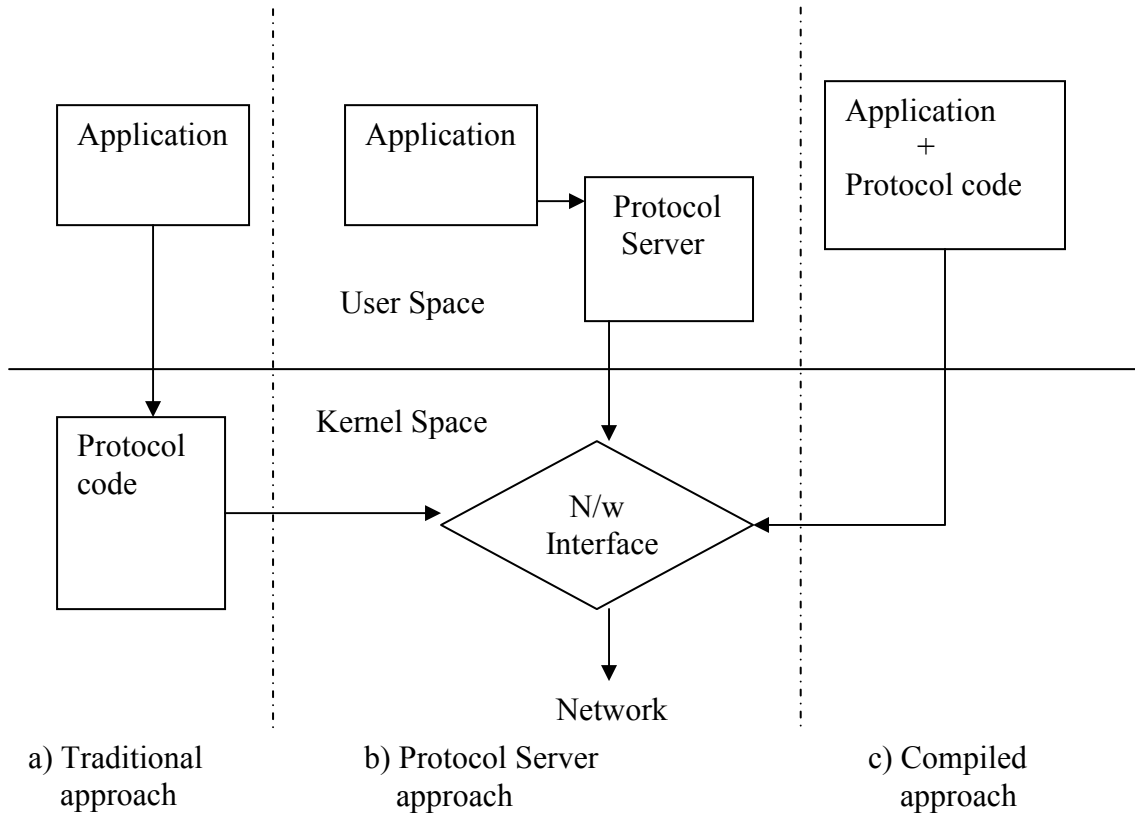 Application
Application
Application
+
Protocol code
Protocol
Server
User Space
Kernel Space
Protocol
code
N/w
Interface
Network
a) Traditional
approach
b) Protocol Server
approach
c) Compiled
approach